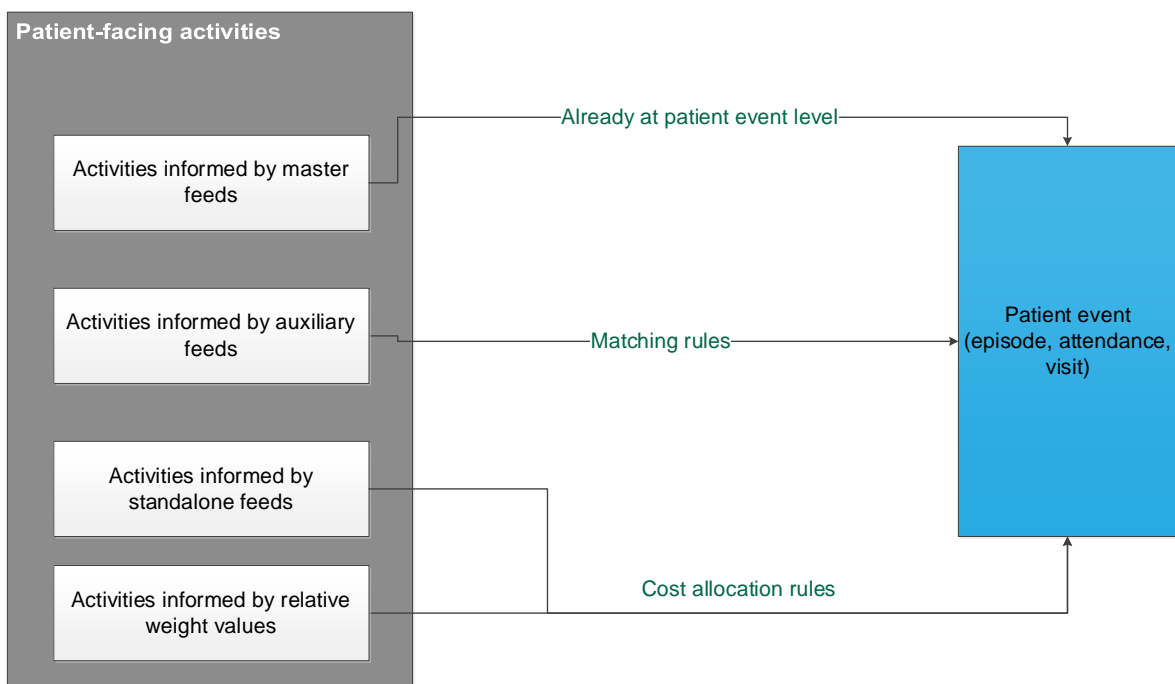 Patient-facing activities
Already at patient event level
Activities informed by master
feeds
Activities informed by auxiliary
feeds
Matching rules
Patient event
(episode, attendance,
visit)
Activities informed by
standalone feeds
Cost allocation rules
Activities informed by relative
weight values